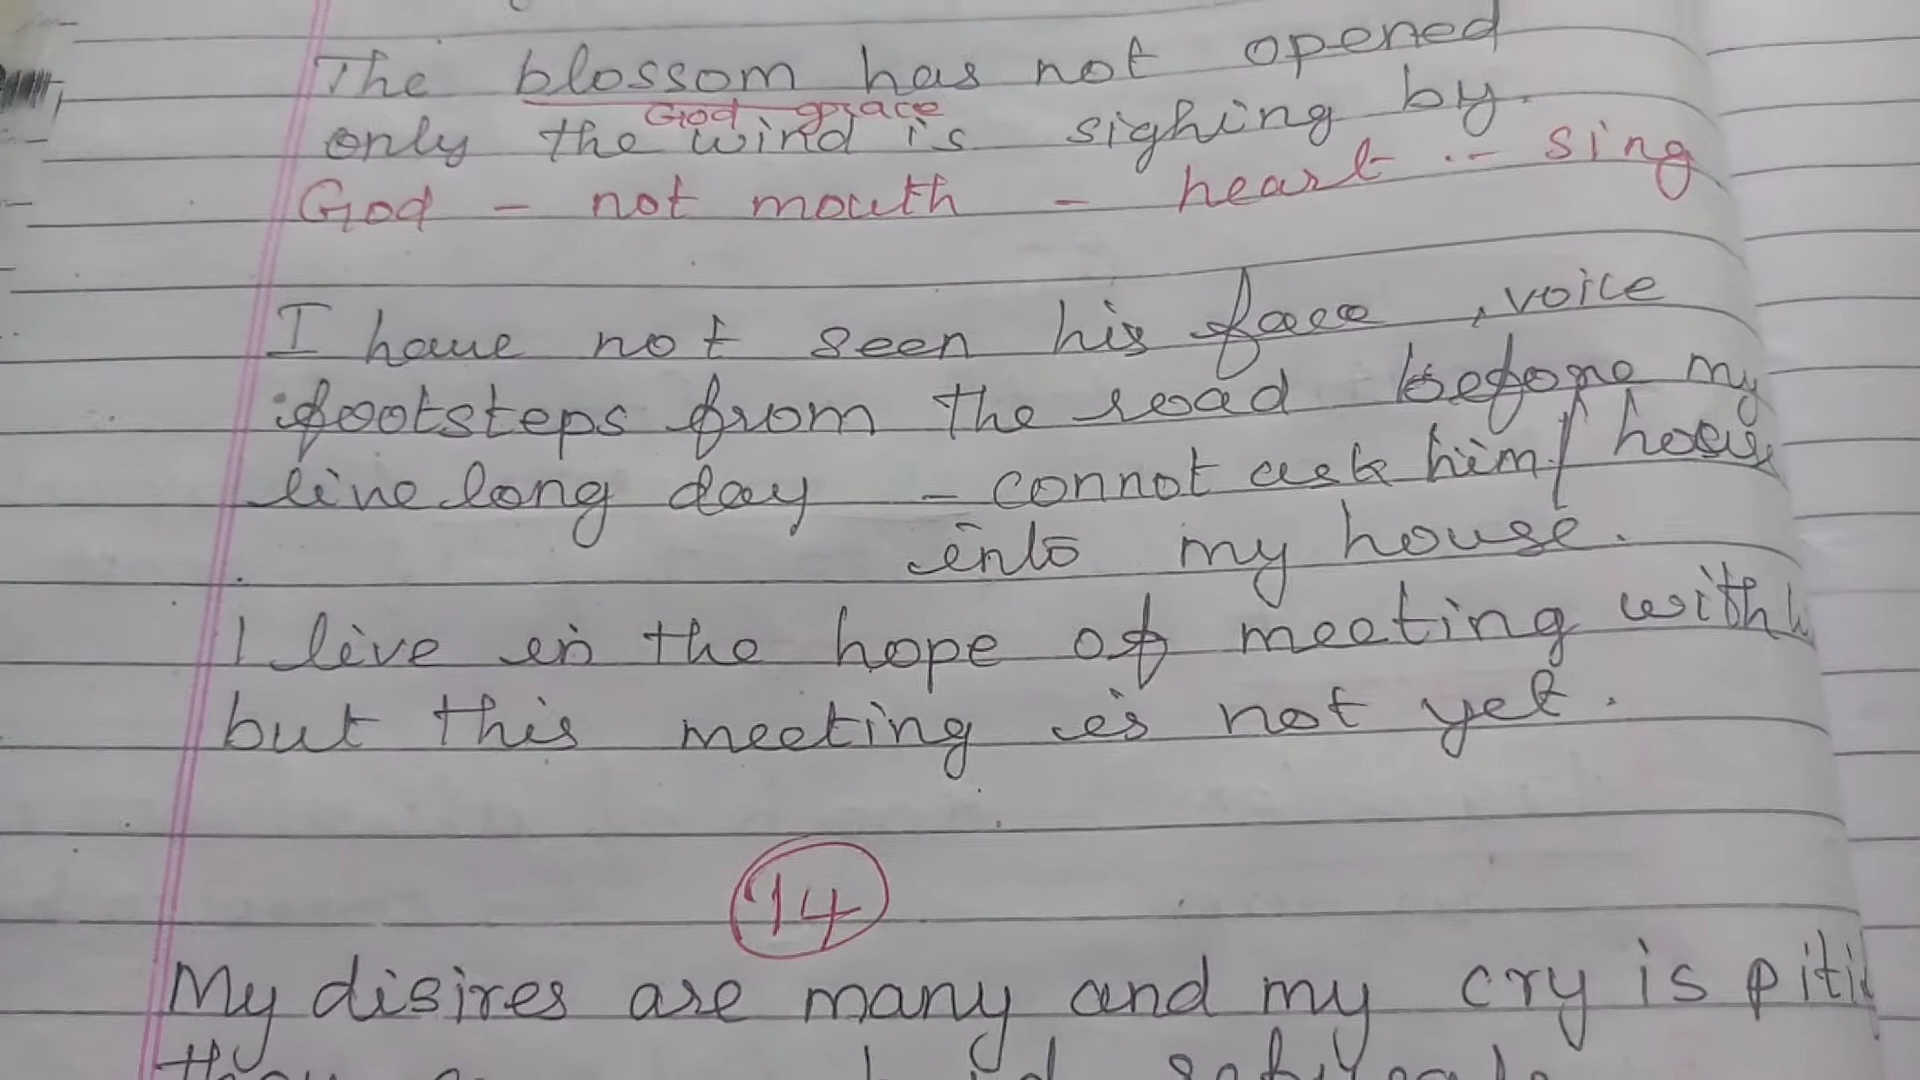 The blossom has not opened
God grace
only the wind is sighing by.
God - not mouth - heart - sing
I have not seen his face, voice
footsteps from the road before my
live long day - connot ask him / house
into my house.
I live in the hope of meeting with
but this meeting is not yet.
14
My disires are many and my cry is piti